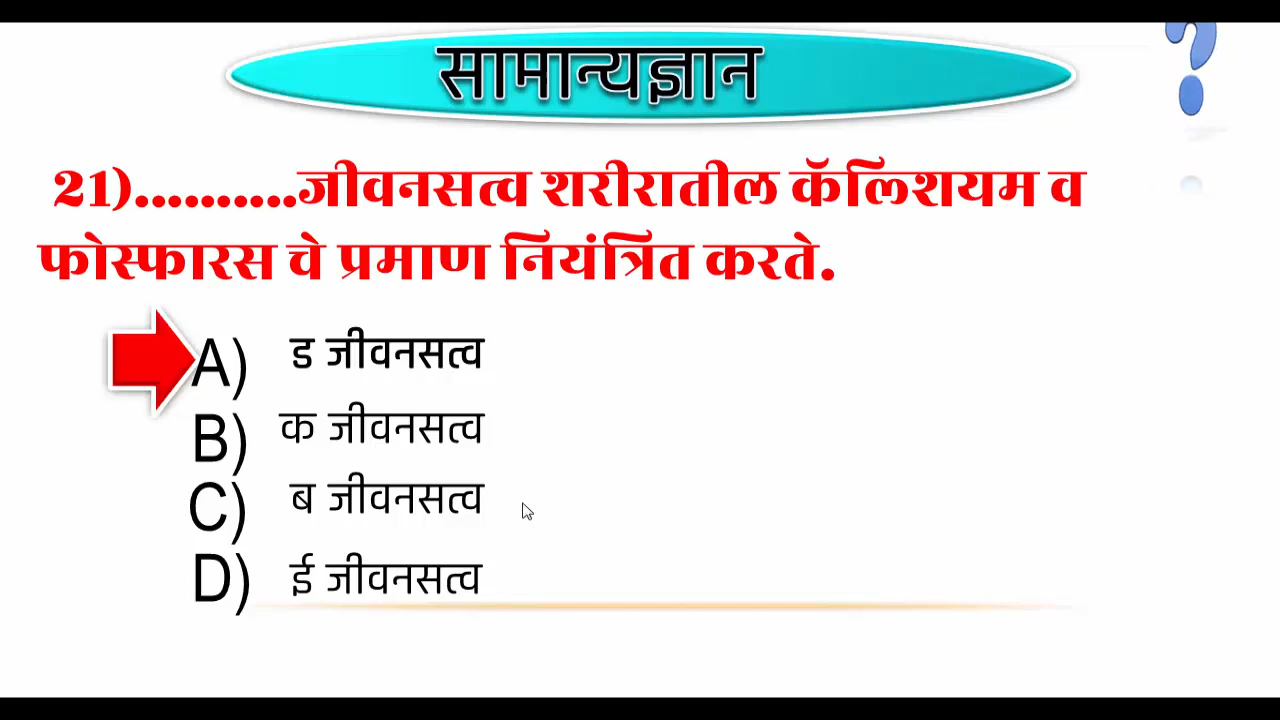 सामान्यज्ञान
21)..........जीवनसत्व शरीरातील कॅल्शियम व
फोस्फारस चे प्रमाण नियंत्रित करते.
A) ड जीवनसत्व
B) क जीवनसत्व
C) ब जीवनसत्व
D) ई जीवनसत्व